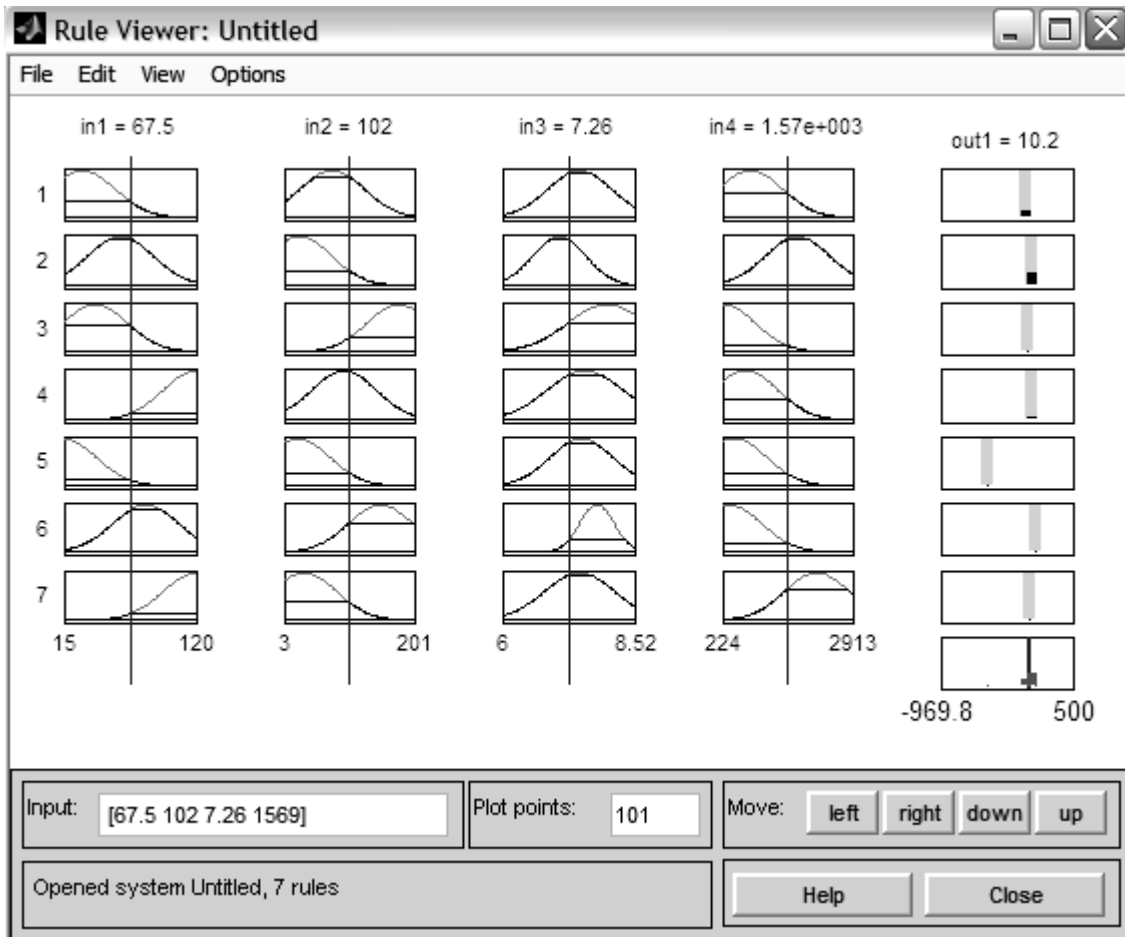 Rule Viewer: Untitled
File Edit View Options
in1 = 67.5 in2 = 102 in3 = 7.26 in4 = 1.57e+003 out1 = 10.2
1
2
3
4
5
6
7
15 120 3 201 6 8.52 224 2913
-969.8 500
Input: [67.5 102 7.26 1569] Plot points: 101 Move: left right down up
Opened system Untitled, 7 rules Help Close